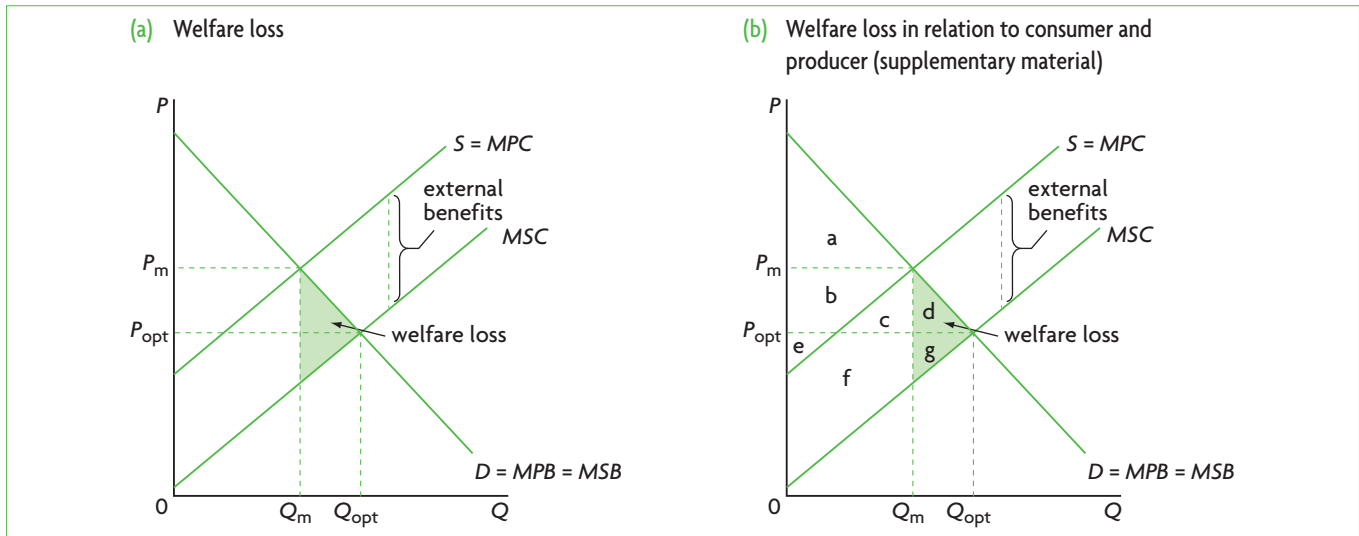 (a) Welfare loss
P
S = MPC
external
benefits
MSC
Pm
Popt
welfare loss
D = MPB = MSB
0
Qm
Qopt
Q
(b) Welfare loss in relation to consumer and
producer (supplementary material)
P
S = MPC
external
benefits
MSC
a
Pm
b
c
d
Popt
welfare loss
e
g
f
D = MPB = MSB
0
Qm
Qopt
Q